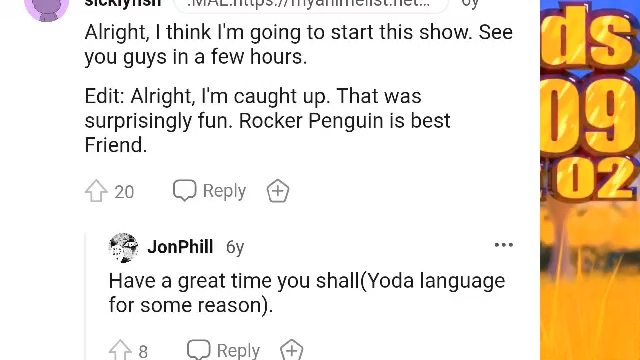 sicklyfish .MAL:https://myanimelist.net... 6y
Alright, I think I'm going to start this show. See
you guys in a few hours.
Edit: Alright, I'm caught up. That was
surprisingly fun. Rocker Penguin is best
Friend.
20 Reply
JonPhill 6y
Have a great time you shall(Yoda language
for some reason).
8 Reply
ds
09
02